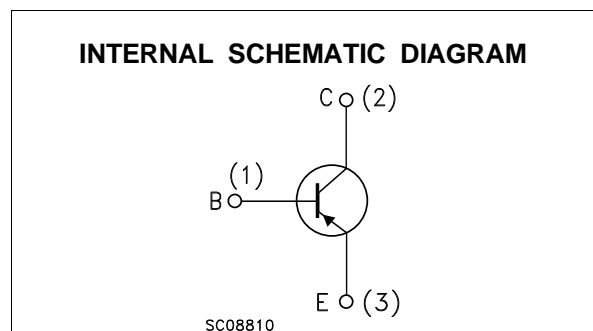 INTERNAL SCHEMATIC DIAGRAM
C (2)
(1)
B
E (3)
SC08810